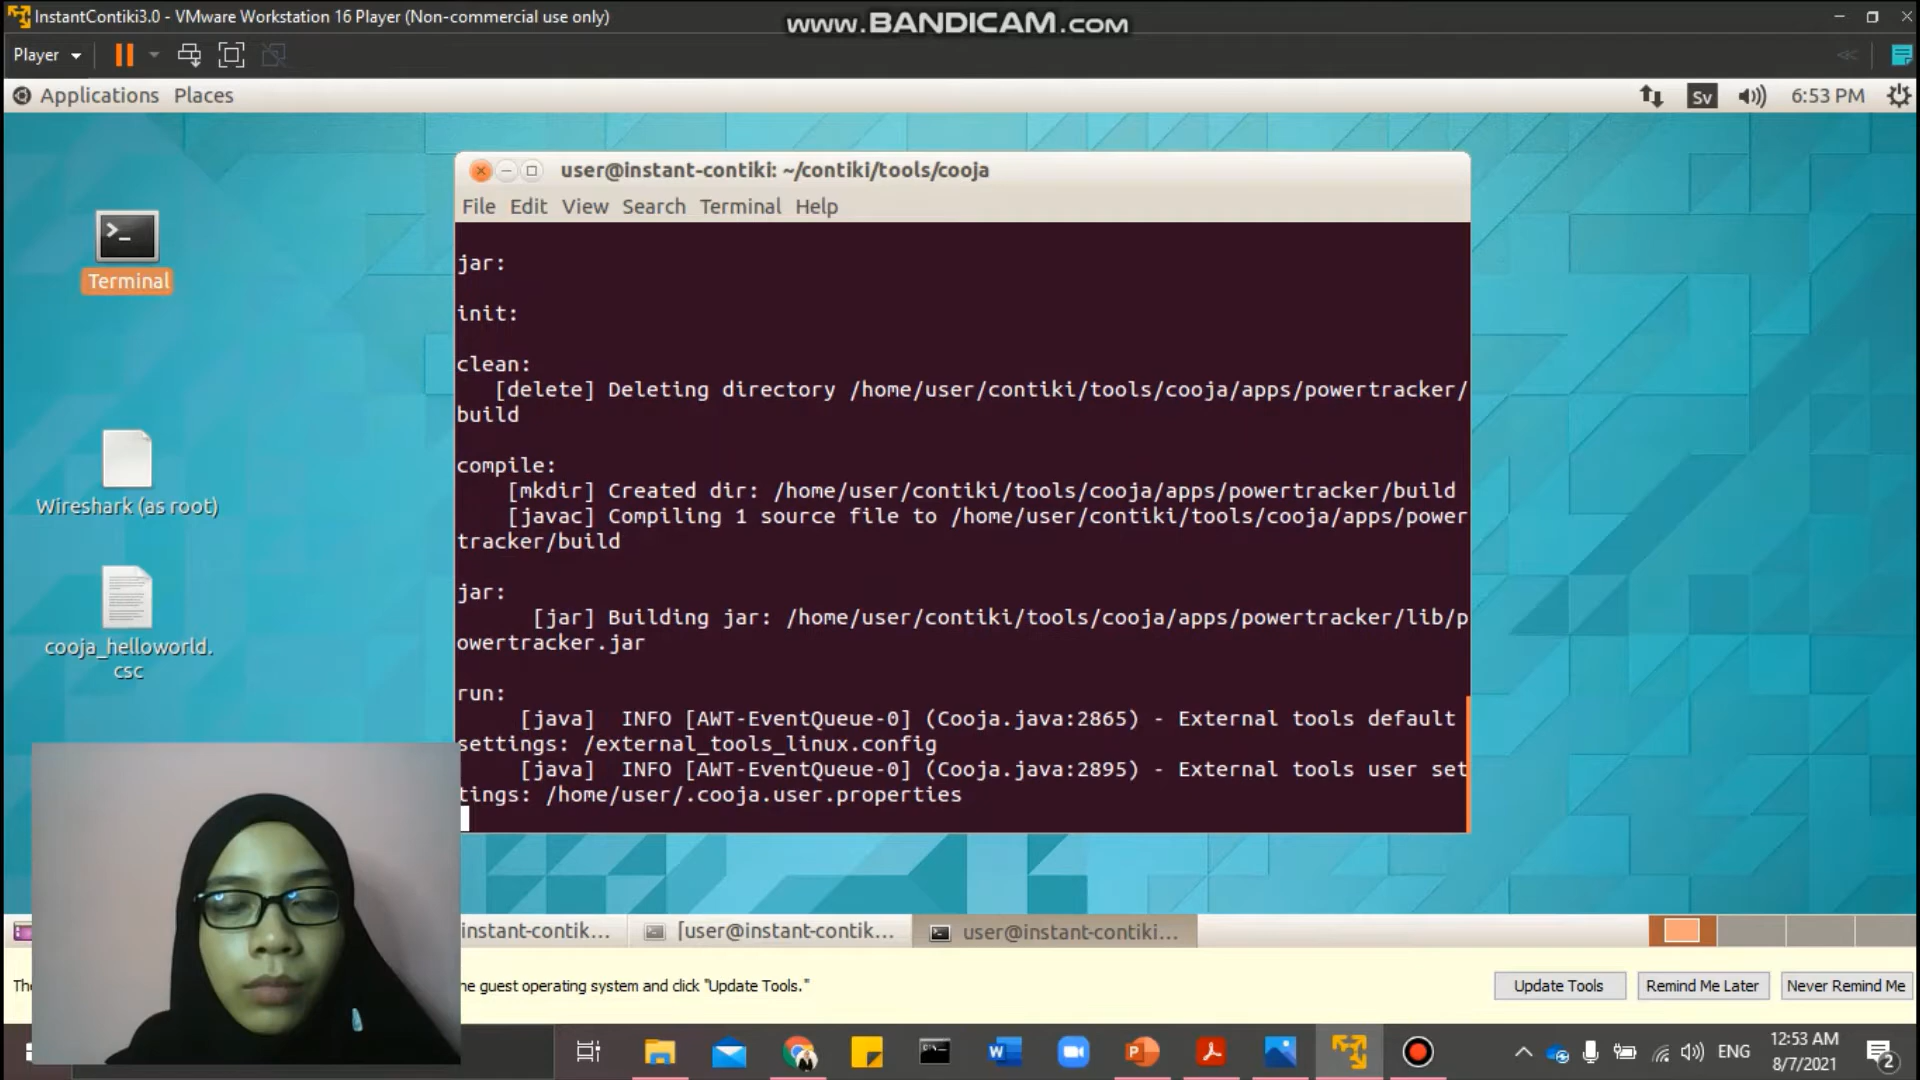 InstantContiki3.0 - VMware Workstation 16 Player (Non-commercial use only)
www.BANDICAM.com
Player
Applications Places
Sv
6:53 PM
user@instant-contiki: ~/contiki/tools/cooja
File Edit View Search Terminal Help
Terminal
Wireshark (as root)
cooja_helloworld.
csc
jar:
init:
clean:
[delete] Deleting directory /home/user/contiki/tools/cooja/apps/powertracker/
build
compile:
[mkdir] Created dir: /home/user/contiki/tools/cooja/apps/powertracker/build
[javac] Compiling 1 source file to /home/user/contiki/tools/cooja/apps/power
tracker/build
jar:
[jar] Building jar: /home/user/contiki/tools/cooja/apps/powertracker/lib/p
owertracker.jar
run:
[java] INFO [AWT-EventQueue-0] (Cooja.java:2865) - External tools default
settings: /external_tools_linux.config
[java] INFO [AWT-EventQueue-0] (Cooja.java:2895) - External tools user set
tings: /home/user/.cooja.user.properties
instant-contik...
[user@instant-contik...
user@instant-contiki...
guest operating system and click "Update Tools."
Update Tools
Remind Me Later
Never Remind Me
ENG
12:53 AM
8/7/2021
2